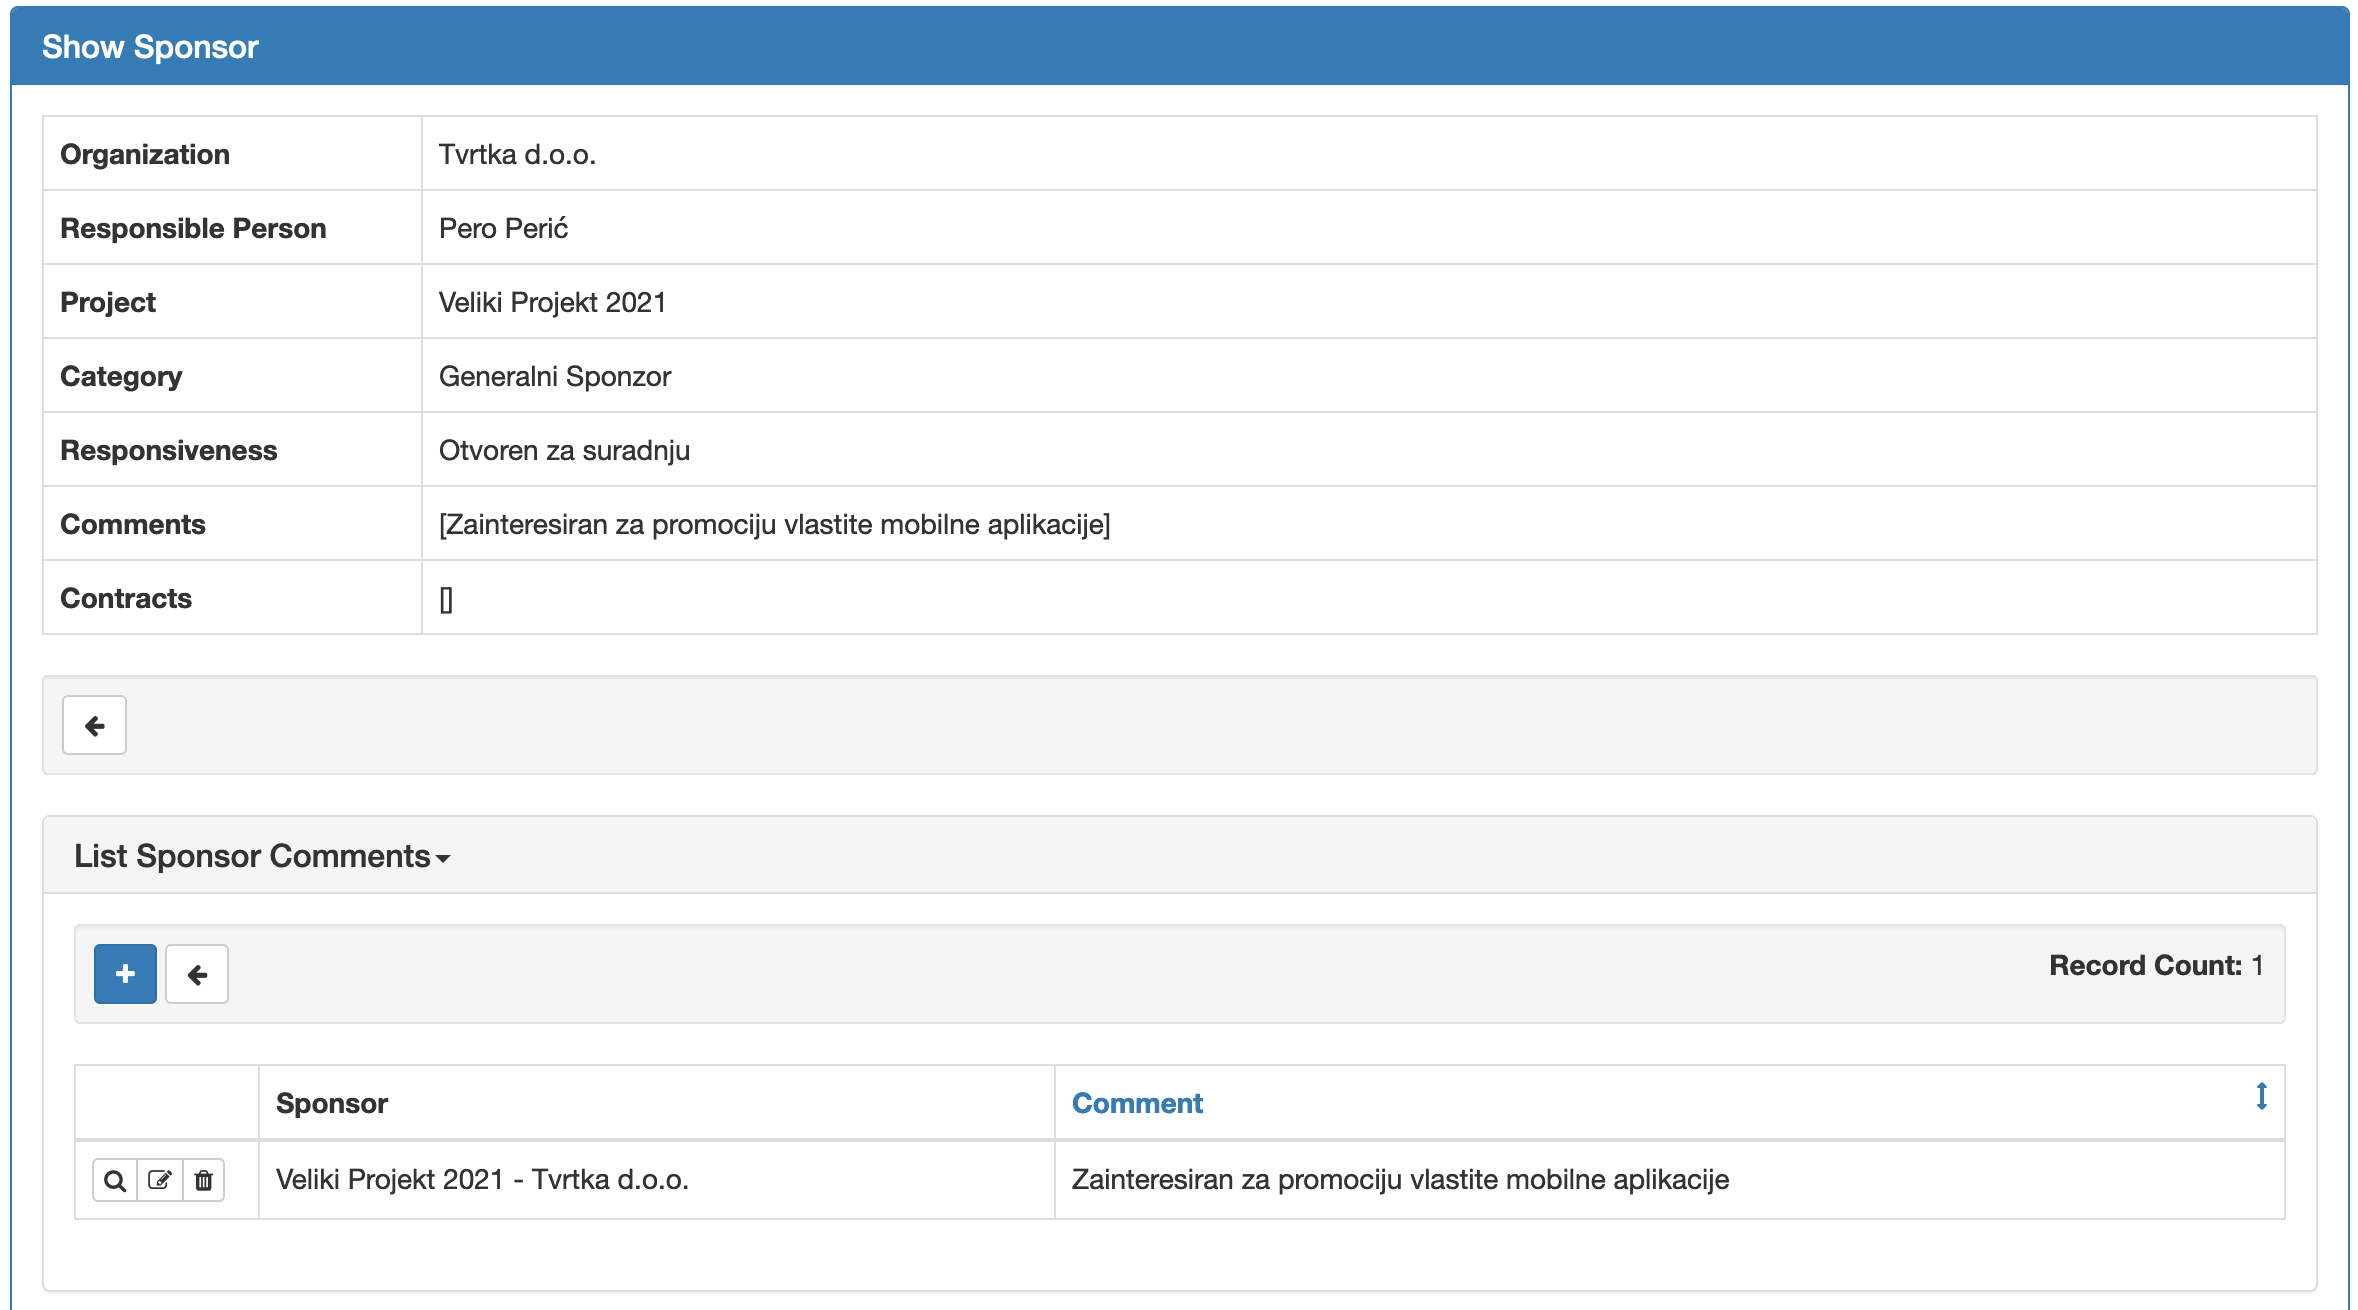 Show Sponsor
Organization Tvrtka d.o.o.
Responsible Person Pero Perić
Project Veliki Projekt 2021
Category Generalni Sponzor
Responsiveness Otvoren za suradnju
Comments [Zainteresiran za promociju vlastite mobilne aplikacije]
Contracts []
List Sponsor Comments
Record Count: 1
Sponsor Comment
Veliki Projekt 2021 - Tvrtka d.o.o. Zainteresiran za promociju vlastite mobilne aplikacije